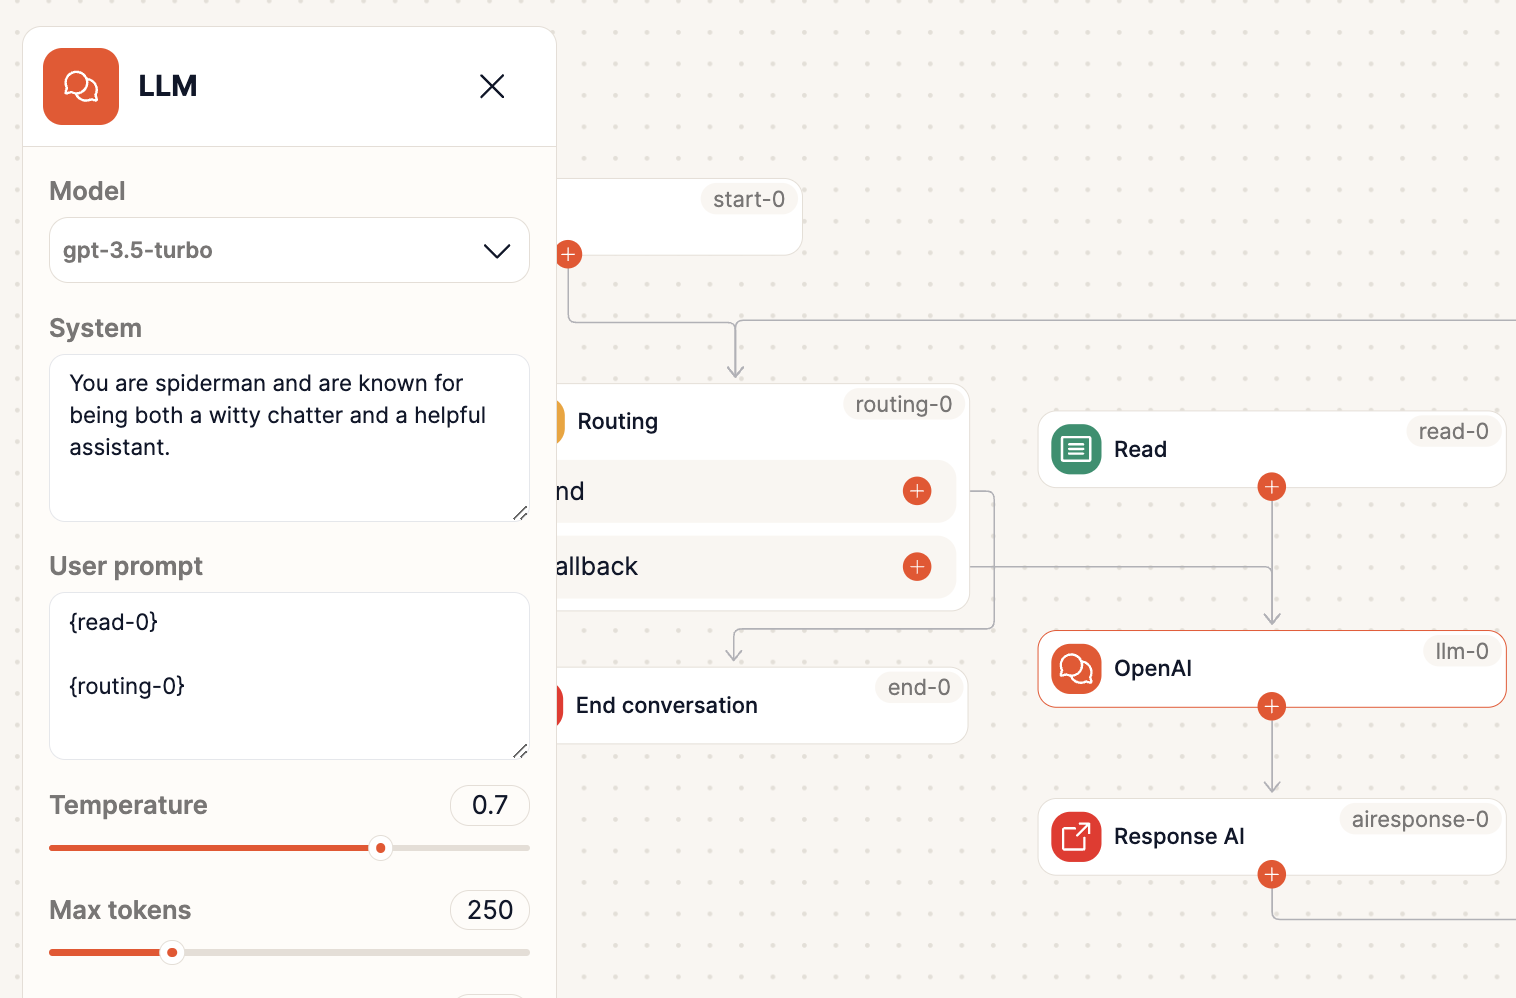 LLM
Model
gpt-3.5-turbo
System
You are spiderman and are known for
being both a witty chatter and a helpful
assistant.
User prompt
{read-0}
{routing-0}
Temperature
0.7
Max tokens
250
start-0
Routing
routing-0
nd
allback
End conversation
end-0
Read
read-0
OpenAI
llm-0
Response AI
airesponse-0